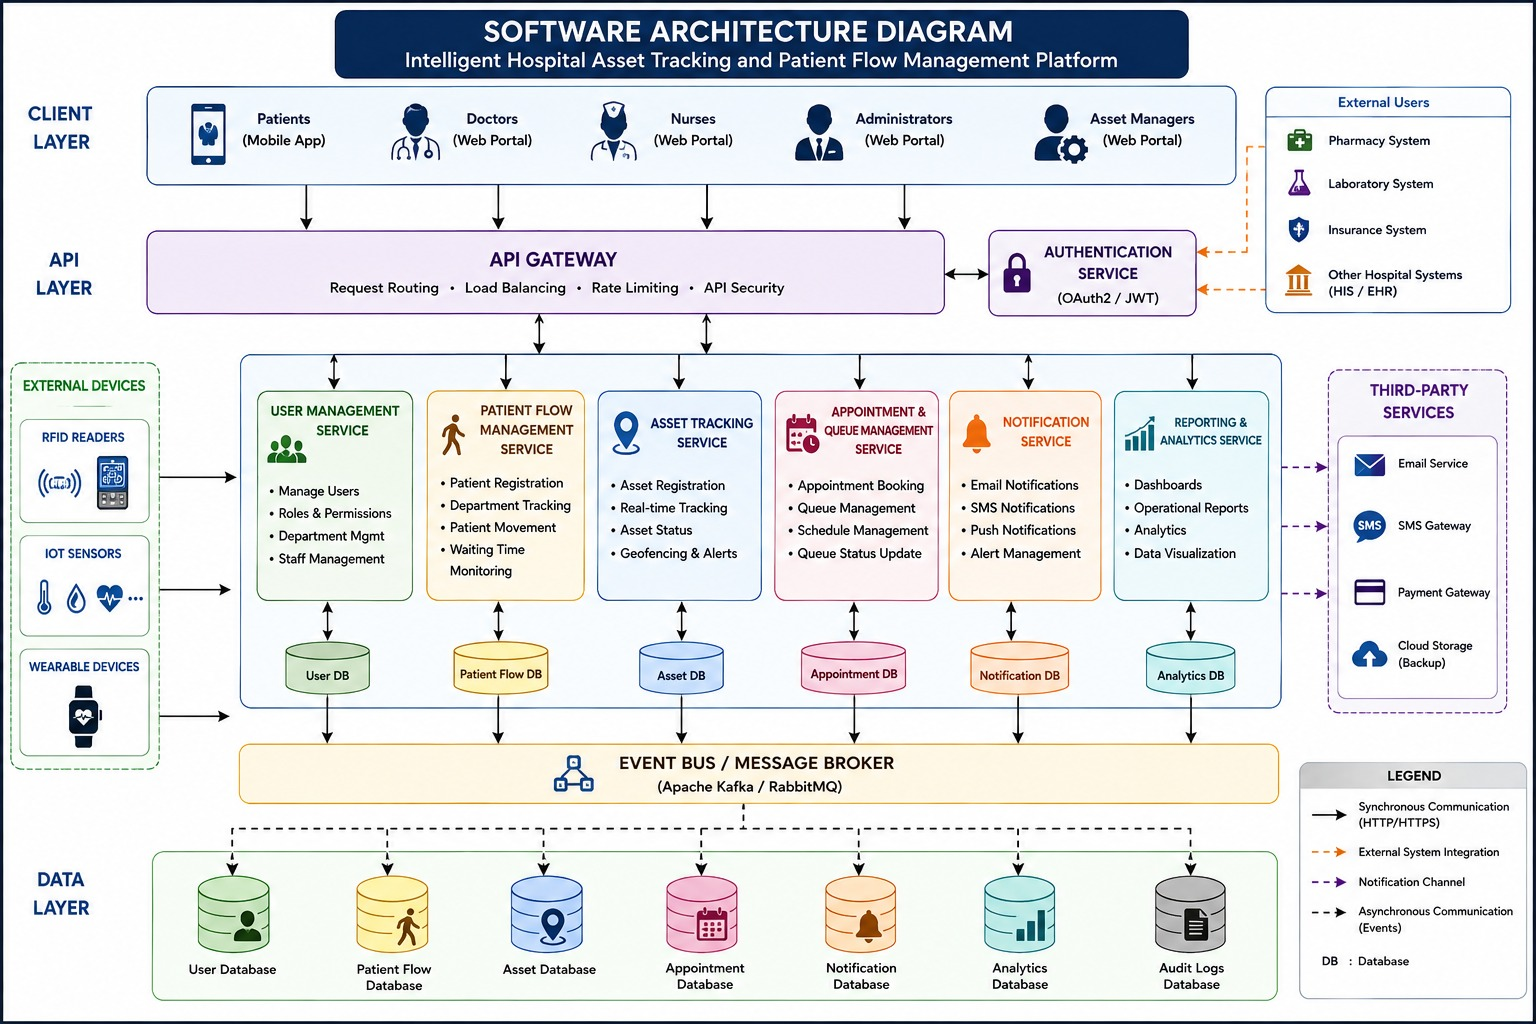 SOFTWARE ARCHITECTURE DIAGRAM
Intelligent Hospital Asset Tracking and Patient Flow Management Platform
CLIENT
LAYER
Patients
(Mobile App)
Doctors
(Web Portal)
Nurses
(Web Portal)
Administrators
(Web Portal)
Asset Managers
(Web Portal)
External Users
Pharmacy System
Laboratory System
Insurance System
Other Hospital Systems
(HIS / EHR)
API
LAYER
API GATEWAY
Request Routing • Load Balancing • Rate Limiting • API Security
AUTHENTICATION
SERVICE
(OAuth2 / JWT)
EXTERNAL DEVICES
RFID READERS
IOT SENSORS
...
WEARABLE DEVICES
USER MANAGEMENT
SERVICE
• Manage Users
• Roles & Permissions
• Department Mgmt
• Staff Management
PATIENT FLOW
MANAGEMENT
SERVICE
• Patient Registration
• Department Tracking
• Patient Movement
• Waiting Time
Monitoring
ASSET TRACKING
SERVICE
• Asset Registration
• Real-time Tracking
• Asset Status
• Geofencing & Alerts
APPOINTMENT &
QUEUE MANAGEMENT
SERVICE
• Appointment Booking
• Queue Management
• Schedule Management
• Queue Status Update
NOTIFICATION
SERVICE
• Email Notifications
• SMS Notifications
• Push Notifications
• Alert Management
REPORTING &
ANALYTICS SERVICE
• Dashboards
• Operational Reports
• Analytics
• Data Visualization
THIRD-PARTY
SERVICES
Email Service
SMS
SMS Gateway
Payment Gateway
Cloud Storage
(Backup)
User DB
Patient Flow DB
Asset DB
Appointment DB
Notification DB
Analytics DB
EVENT BUS / MESSAGE BROKER
(Apache Kafka / RabbitMQ)
DATA
LAYER
User Database
Patient Flow
Database
Asset Database
Appointment
Database
Notification
Database
Analytics
Database
Audit Logs
Database
LEGEND
Synchronous Communication
(HTTP/HTTPS)
External System Integration
Notification Channel
Asynchronous Communication
(Events)
DB : Database